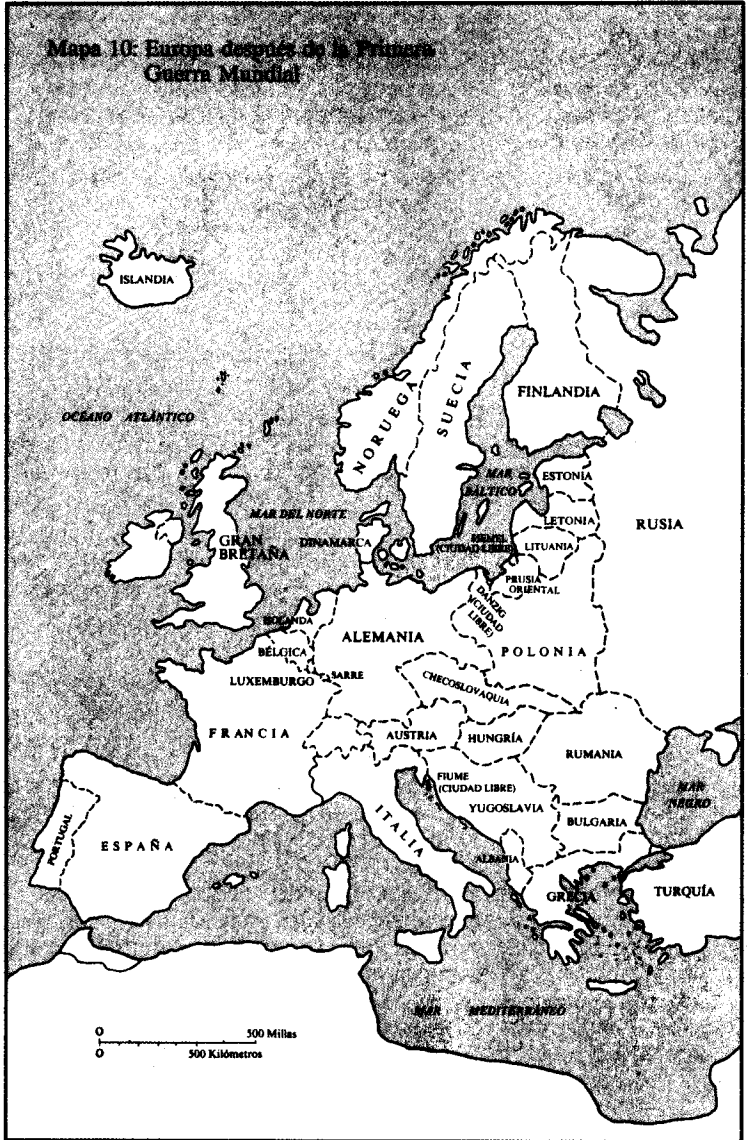 Mapa 10: Europa después de la Primera
Guerra Mundial
ISLANDIA
OCEANO ATLÁNTICO
NORUEGA
SUECIA
FINLANDIA
MAR
BÁLTICO
ESTONIA
LETONIA
LITUANIA
RUSIA
MAR DEL NORTE
GRAN
BRETAÑA
DINAMARCA
MEMEL
(CIUDAD LIBRE)
PRUSIA
ORIENTAL
DANZIG
(CIUDAD
LIBRE)
HOLANDA
ALEMANIA
POLONIA
BÉLGICA
LUXEMBURGO
SARRE
CHECOSLOVAQUIA
FRANCIA
AUSTRIA
HUNGRÍA
RUMANIA
FIUME
(CIUDAD LIBRE)
YUGOSLAVIA
MAR
NEGRO
BULGARIA
ITALIA
PORTUGAL
ESPAÑA
ALBANIA
GRECIA
TURQUÍA
MAR MEDITERRANEO
0 500 Millas
0 500 Kilómetros